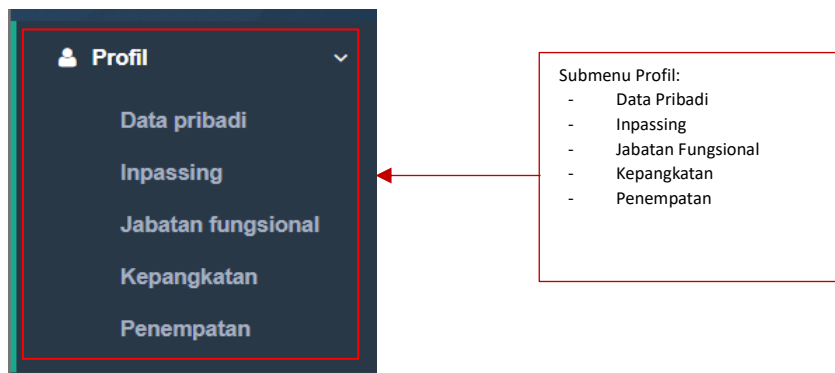 Profil
Data pribadi
Inpassing
Jabatan fungsional
Kepangkatan
Penempatan
Submenu Profil:
- Data Pribadi
- Inpassing
- Jabatan Fungsional
- Kepangkatan
- Penempatan